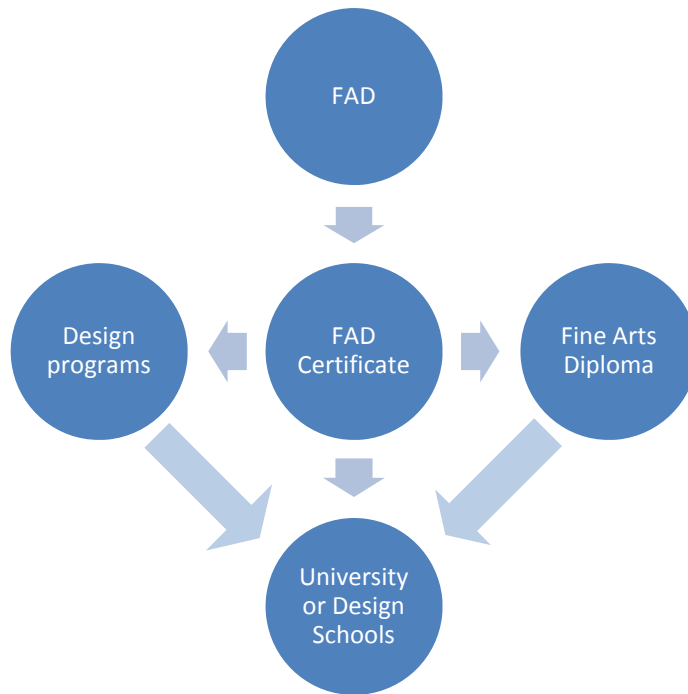 FAD
Design
programs
FAD
Certificate
Fine Arts
Diploma
University
or Design
Schools